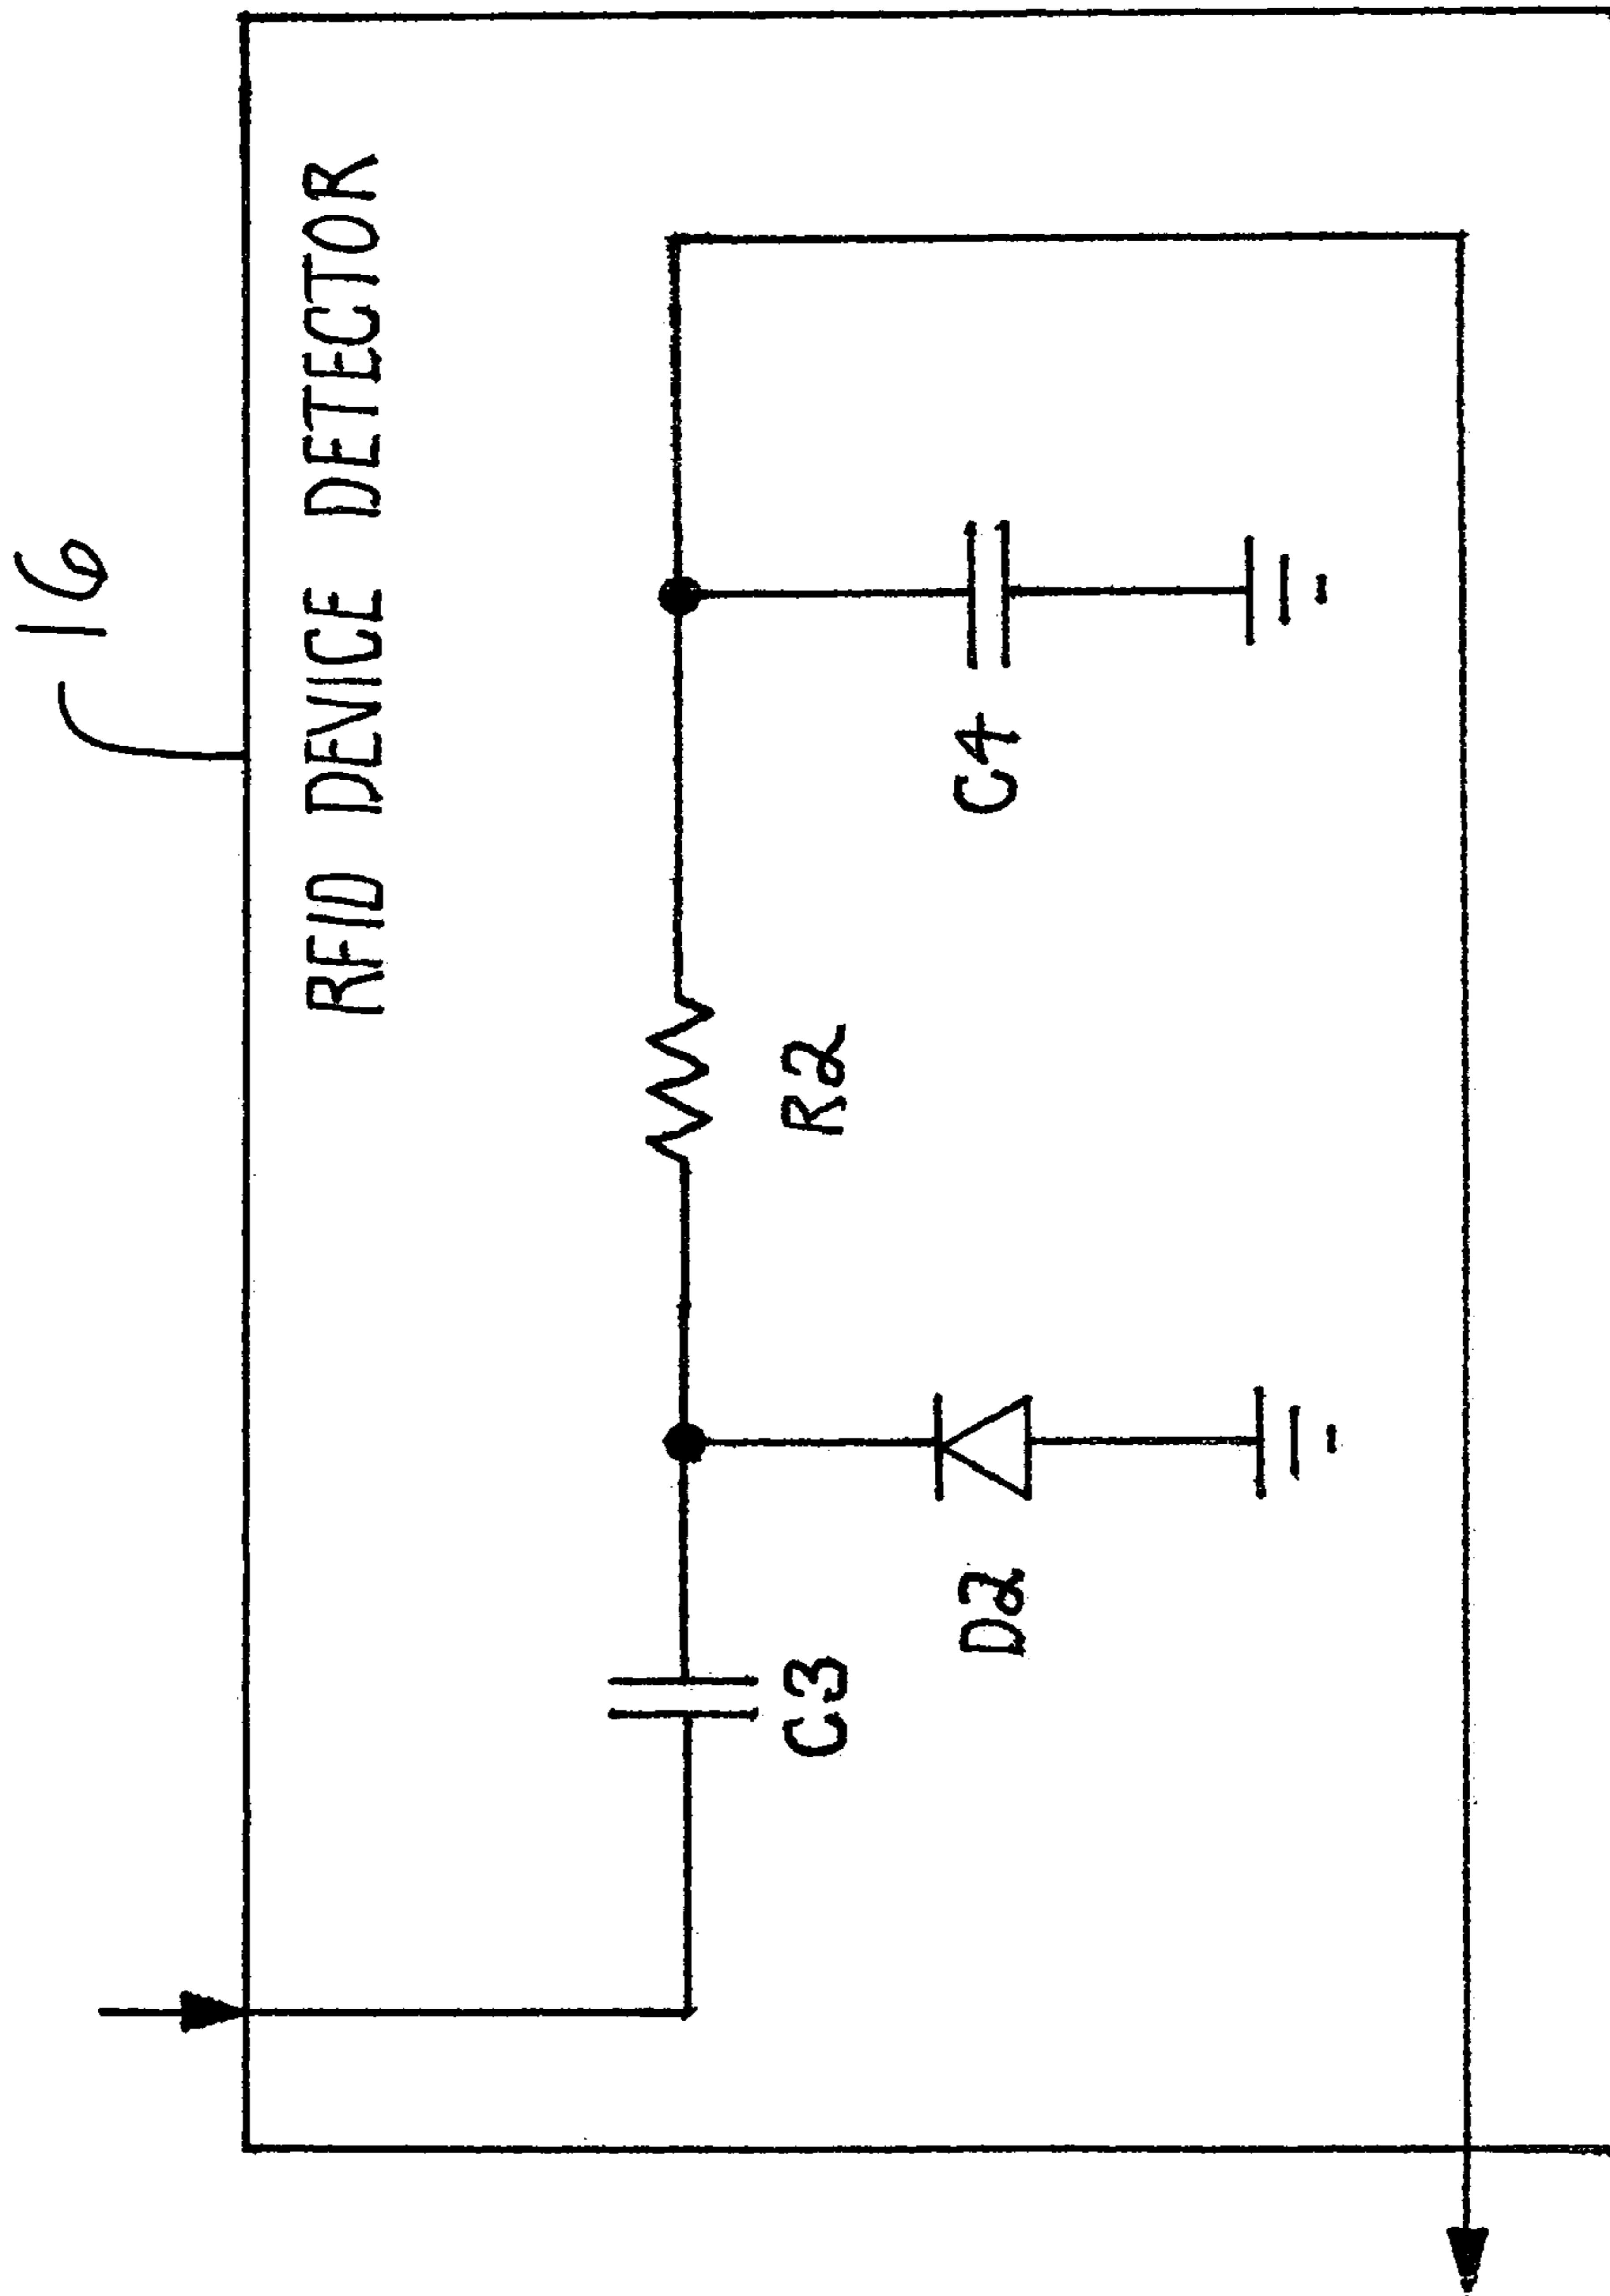 16
RFID DEVICE DETECTOR
C3
D2
R2
C4